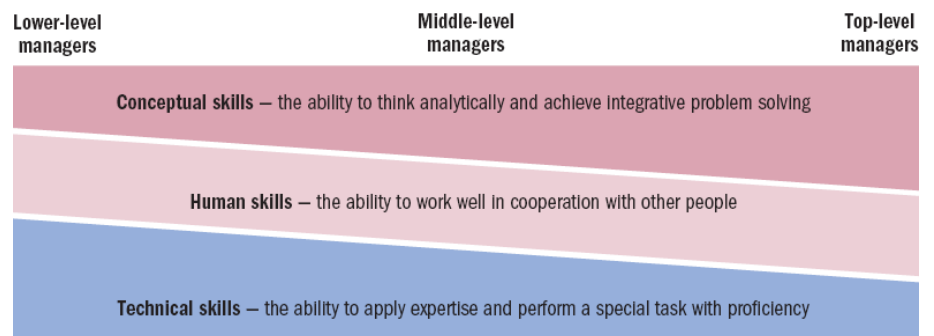 Lower-level
managers
Middle-level
managers
Top-level
managers
Conceptual skills — the ability to think analytically and achieve integrative problem solving
Human skills — the ability to work well in cooperation with other people
Technical skills — the ability to apply expertise and perform a special task with proficiency